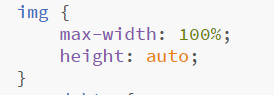 img {
    max-width: 100%;
    height: auto;
}